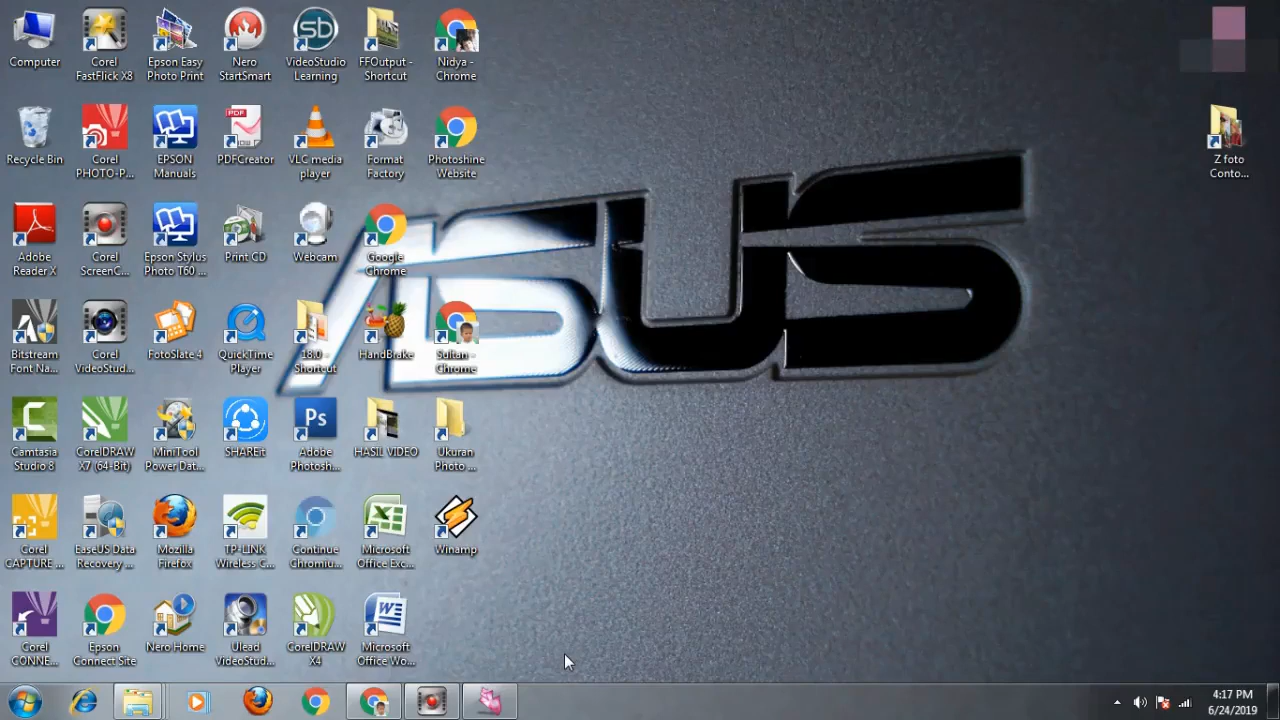 Computer
Corel
FastFlick X8
Epson Easy
Photo Print
Nero
StartSmart
VideoStudio
Learning
FFOutput -
Shortcut
Nidya -
Chrome
Recycle Bin
Corel
PHOTO-P...
EPSON
Manuals
PDF
PDFCreator
VLC media
player
Format
Factory
Photoshine
Website
Z foto
Conto...
Adobe
Reader X
Corel
ScreenC...
Epson Stylus
Photo T60 ...
Print CD
Webcam
Google
Chrome
ASUS
Bitstream
Font Na...
Corel
VideoStud...
FotoSlate 4
QuickTime
Player
18.0 -
Shortcut
HandBrake
Sultan -
Chrome
Camtasia
Studio 8
CorelDRAW
X7 (64-Bit)
MiniTool
Power Dat...
SHAREit
Ps
Adobe
Photosh...
HASIL VIDEO
Ukuran
Photo ...
Corel
CAPTURE ...
EaseUS Data
Recovery ...
Mozilla
Firefox
TP-LINK
Wireless C...
Continue
Chromiu...
Microsoft
Office Exc...
Winamp
Corel
CONNE...
Epson
Connect Site
Nero Home
Ulead
VideoStud...
CorelDRAW
X4
Microsoft
Office Wo...
4:17 PM
6/24/2019